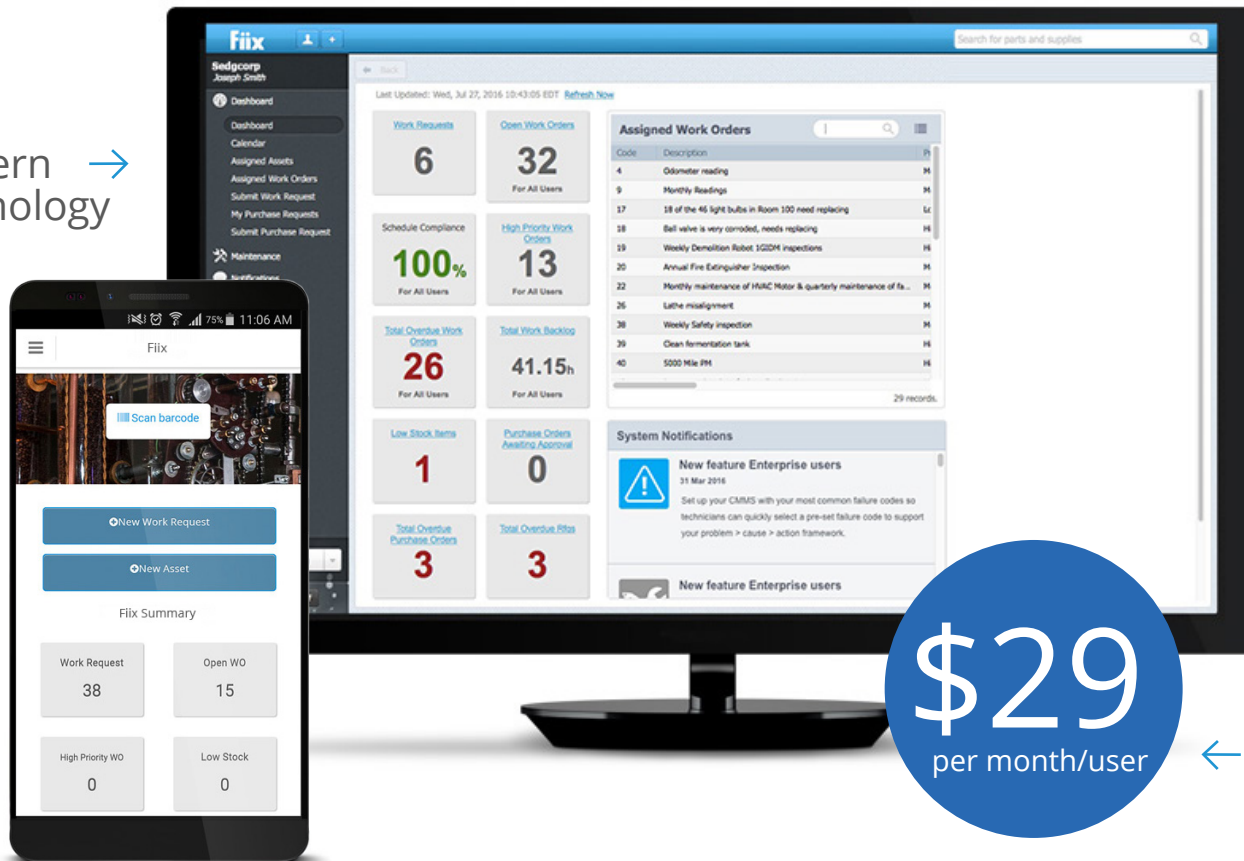 Fiix
Search for parts and supplies
Sedgcorp
Joseph Smith
Back
Last Updated: Wed, Jul 27, 2016 10:43:05 EDT Refresh Now
Dashboard
Dashboard
Calendar
Assigned Assets
Assigned Work Orders
Submit Work Request
My Purchase Requests
Submit Purchase Request
Maintenance
Notifications
ern
nology
Work Requests
6
Open Work Orders
32
For All Users
Schedule Compliance
100%
For All Users
High Priority Work
Orders
13
For All Users
Total Overdue Work
Orders
26
For All Users
Total Work Backlog
41.15h
For All Users
Low Stock Items
1
Purchase Orders
Awaiting Approval
0
Total Overdue
Purchase Orders
3
Total Overdue Rfqs
3
Assigned Work Orders
Code Description
4 Odometer reading M
9 Monthly Readings M
17 18 of the 46 light bulbs in Room 100 need replacing Lo
18 Ball valve is very corroded, needs replacing Hi
19 Weekly Demolition Robot 1GIDM inspections Hi
20 Annual Fire Extinguisher Inspection M
22 Monthly maintenance of HVAC Motor & quarterly maintenance of fa... M
26 Lathe misalignment M
38 Weekly Safety inspection M
39 Clean fermentation tank Hi
40 5000 Mile PM Hi
29 records.
System Notifications
New feature Enterprise users
31 Mar 2016
Set up your CMMS with your most common failure codes so
technicians can quickly select a pre-set failure code to support
your problem > cause > action framework.
New feature Enterprise users
75% 11:06 AM
Fiix
Scan barcode
New Work Request
New Asset
Fiix Summary
Work Request
38
Open WO
15
High Priority WO
0
Low Stock
0
$29
per month/user